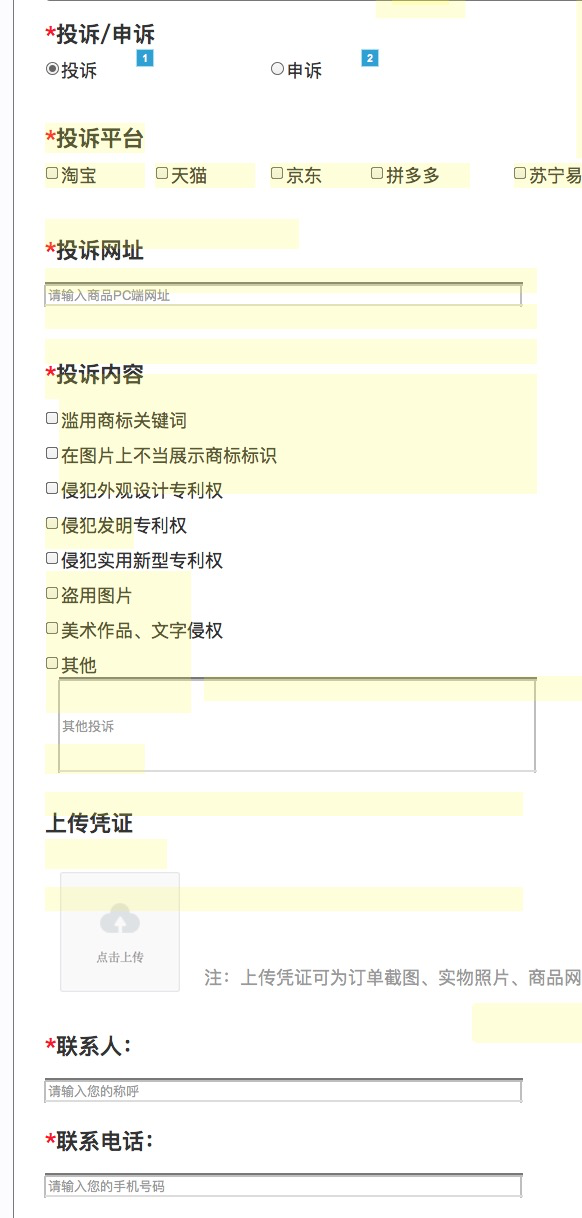 *投诉/申诉
投诉 1 申诉 2
*投诉平台
淘宝 天猫 京东 拼多多 苏宁易
*投诉网址
请输入商品PC端网址
*投诉内容
滥用商标关键词
在图片上不当展示商标标识
侵犯外观设计专利权
侵犯发明专利权
侵犯实用新型专利权
盗用图片
美术作品、文字侵权
其他
其他投诉
上传凭证
点击上传
注：上传凭证可为订单截图、实物照片、商品网
*联系人：
请输入您的称呼
*联系电话：
请输入您的手机号码